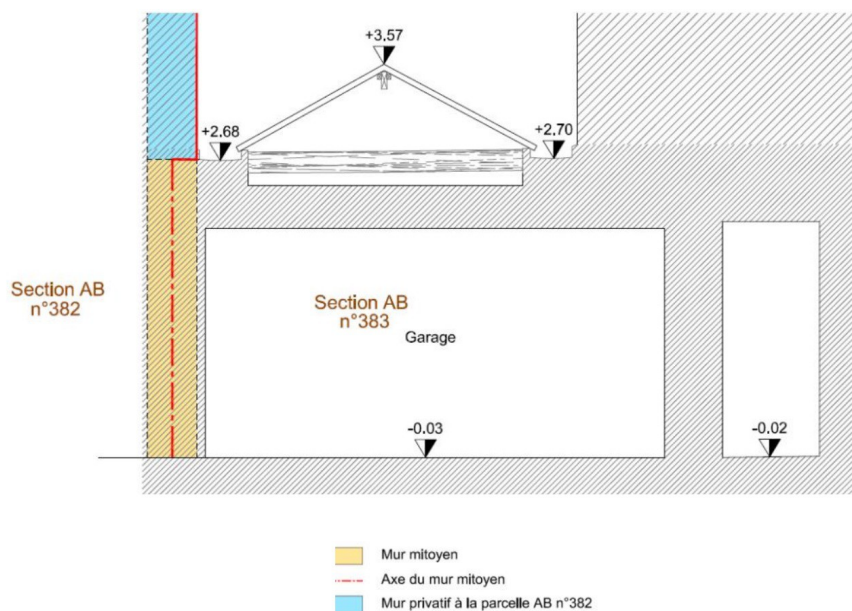 +3.57
+2.68
+2.70
Section AB
n°382
Section AB
n°383
Garage
-0.03
-0.02
Mur mitoyen
Axe du mur mitoyen
Mur privatif à la parcelle AB n°382